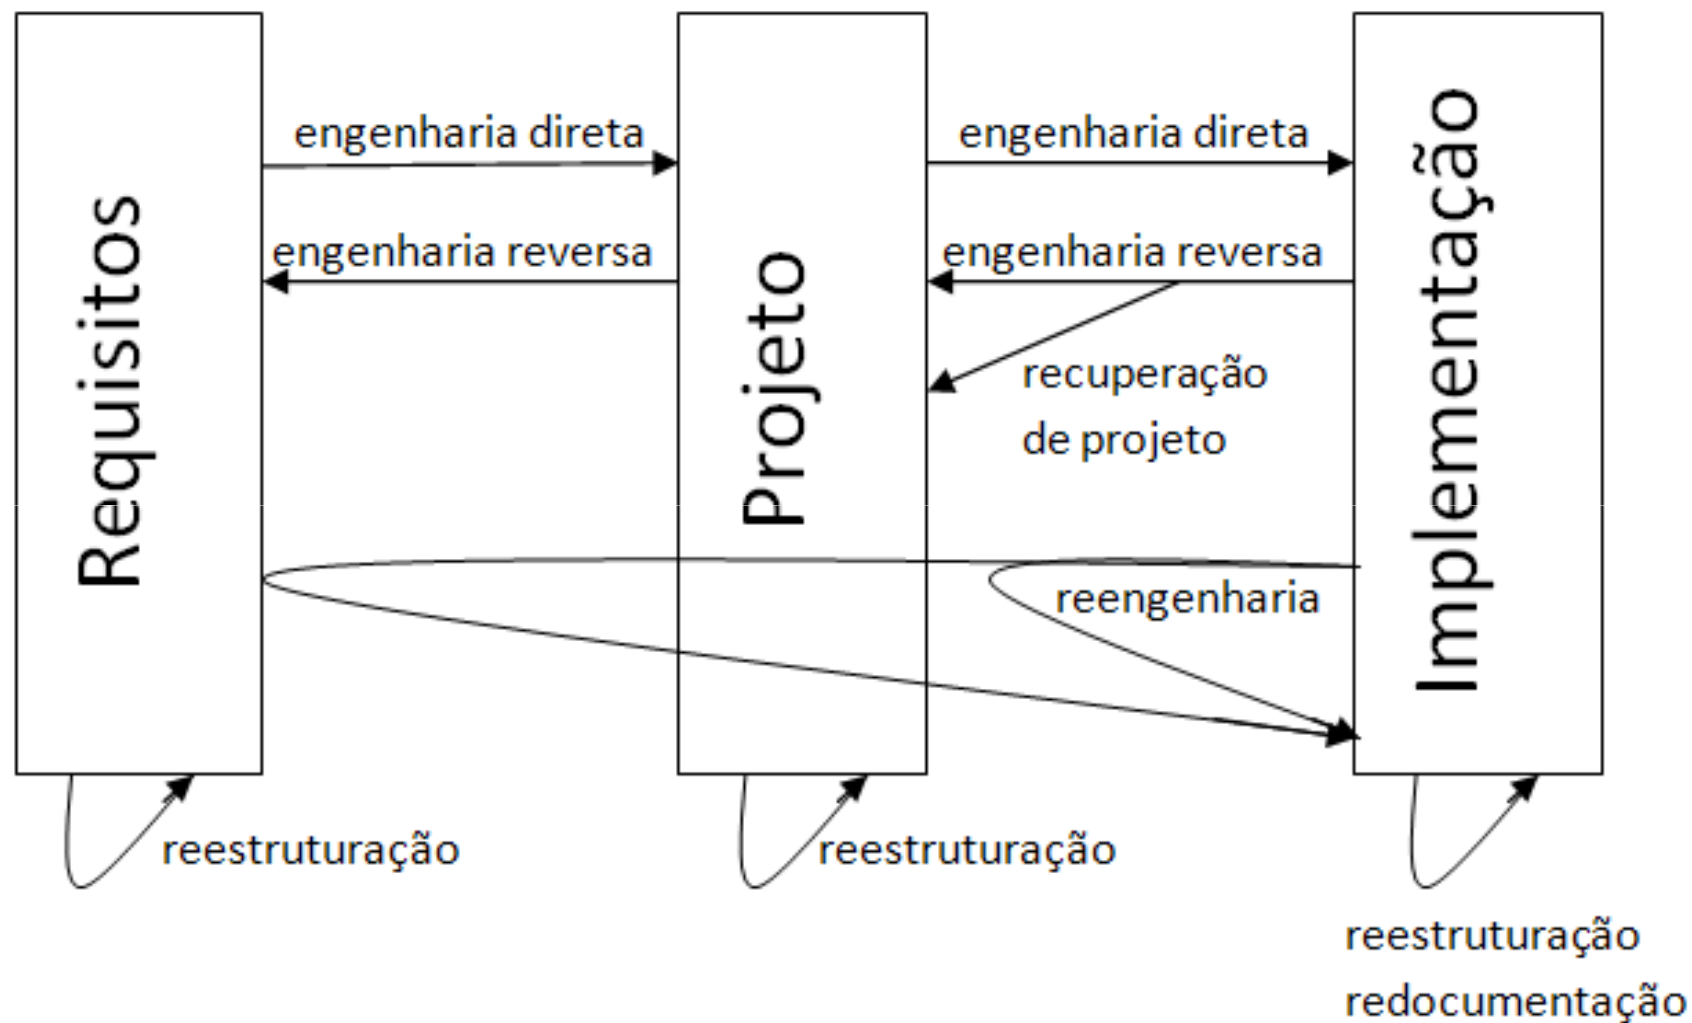 Requisitos
engenharia direta
engenharia reversa
Projeto
engenharia direta
engenharia reversa
recuperação
de projeto
Implementação
reengenharia
reestruturação
reestruturação
reestruturação
redocumentação